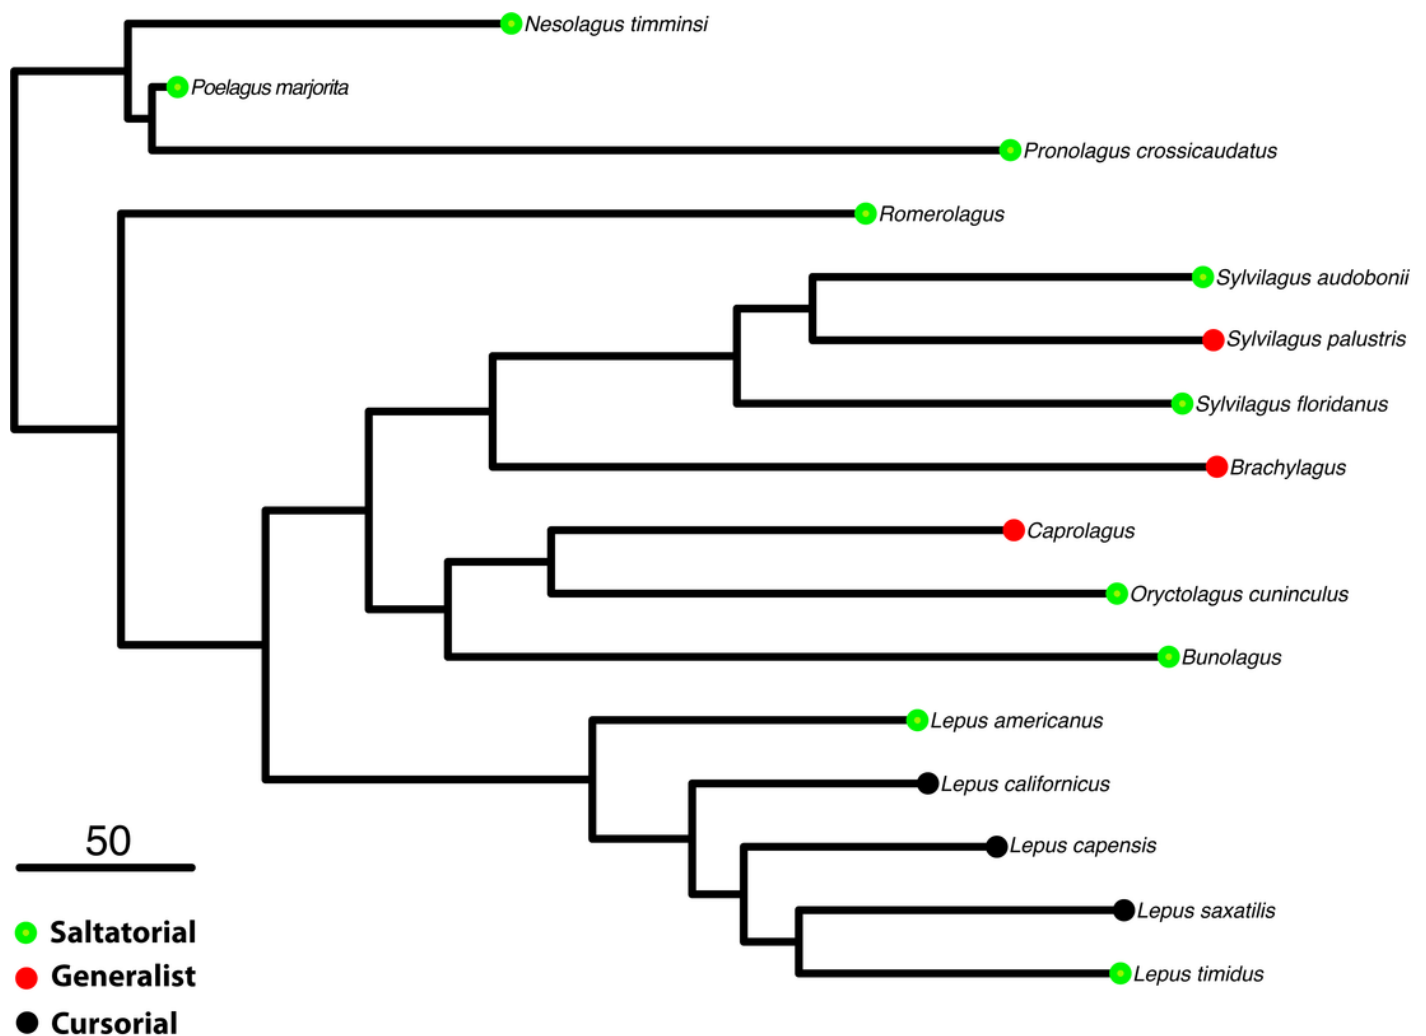 Nesolagus timminsi
Poelagus marjorita
Pronolagus crossicaudatus
Romerolagus
Sylvilagus audobonii
Sylvilagus palustris
Sylvilagus floridanus
Brachylagus
Caprolagus
Oryctolagus cuninculus
Bunolagus
Lepus americanus
Lepus californicus
Lepus capensis
Lepus saxatilis
Lepus timidus
50
Saltatorial
Generalist
Cursorial